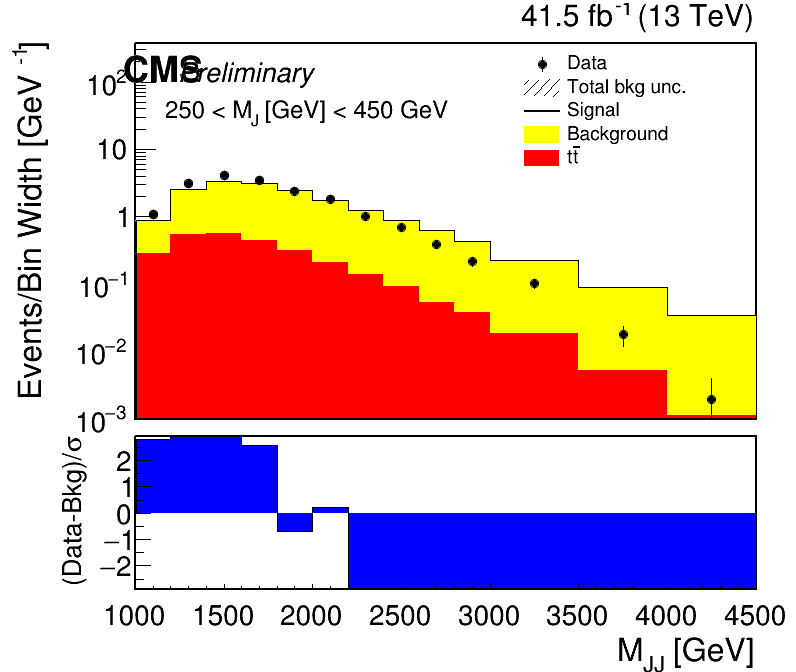 41.5 fb⁻¹ (13 TeV)
CMS Preliminary
250 < M_J [GeV] < 450 GeV
Data
Total bkg unc.
Signal
Background
tt̄
Events/Bin Width [GeV⁻¹]
10²
10
1
10⁻¹
10⁻²
10⁻³
(Data-Bkg)/σ
2
1
0
−1
−2
1000 1500 2000 2500 3000 3500 4000 4500
M_JJ [GeV]